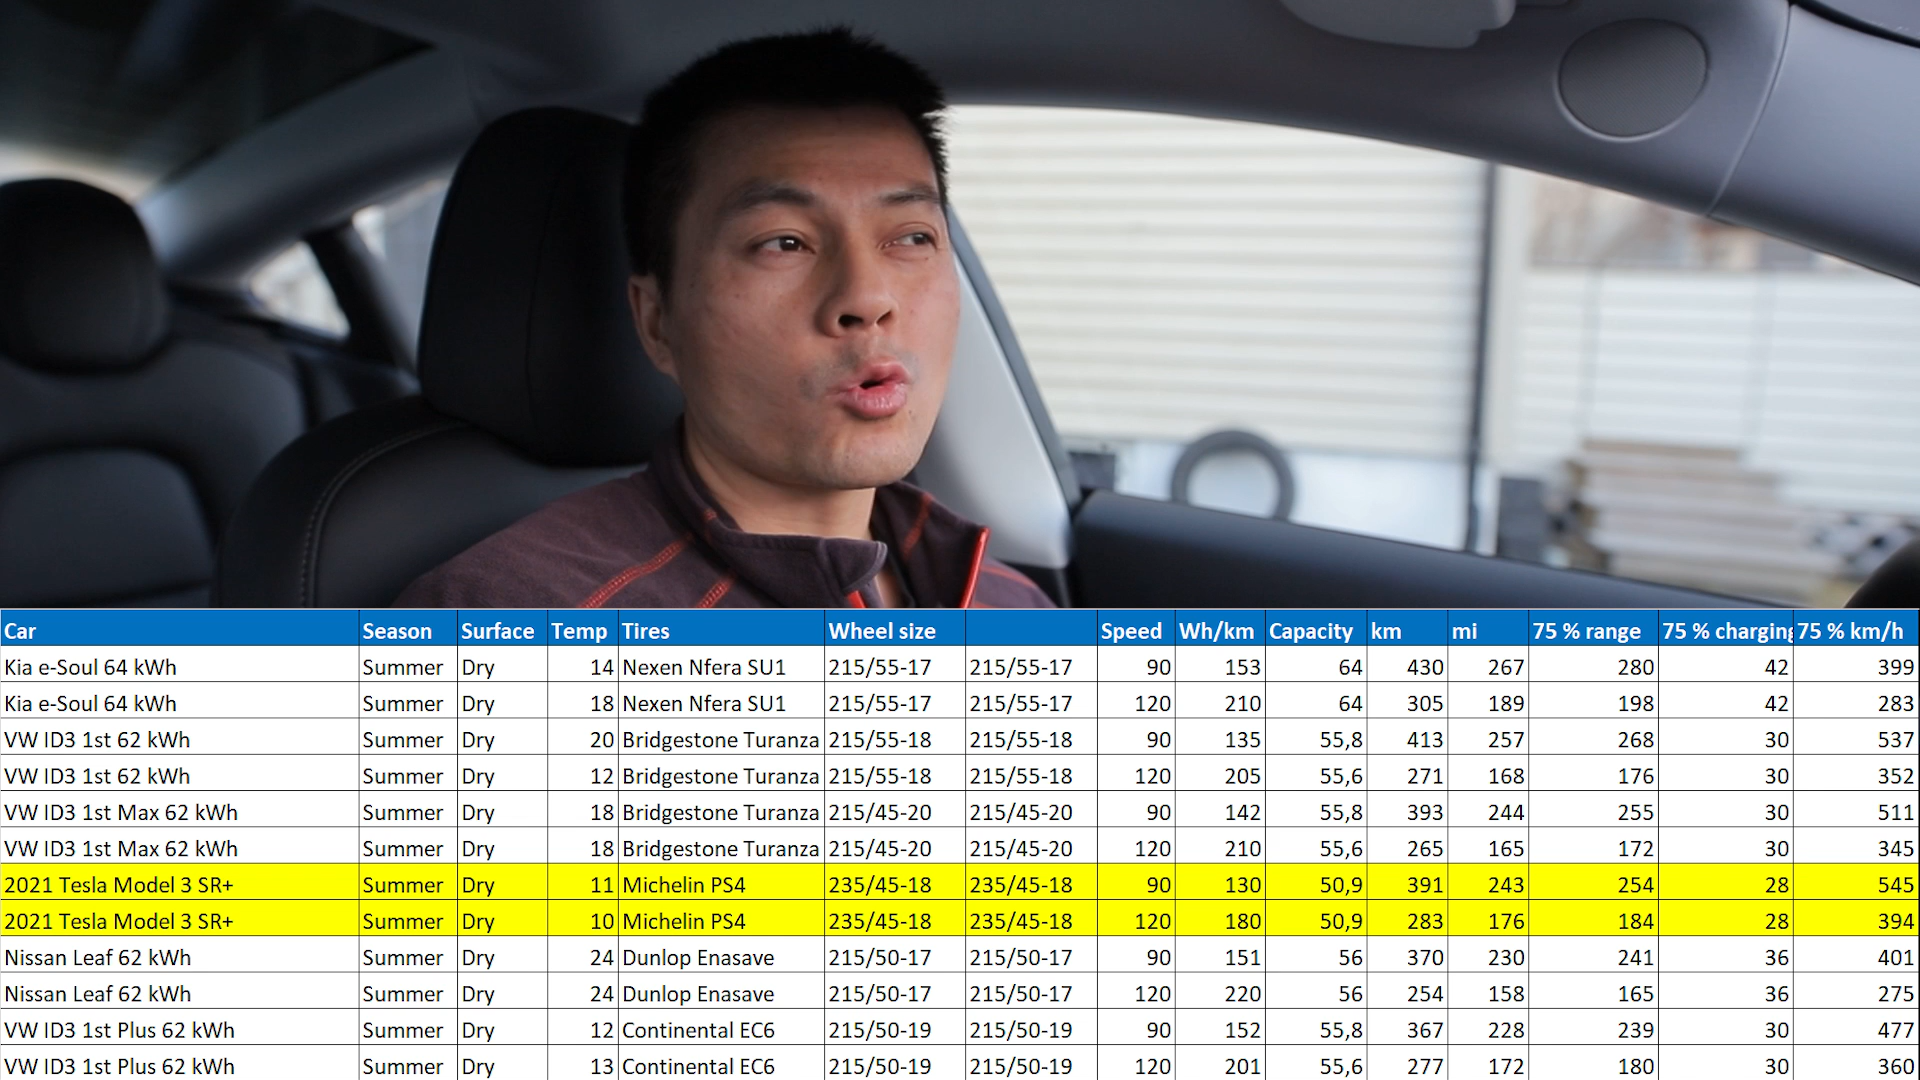 Car Season Surface Temp Tires Wheel size Speed Wh/km Capacity km mi 75 % range 75 % charging 75 % km/h
Kia e-Soul 64 kWh Summer Dry 14 Nexen Nfera SU1 215/55-17 215/55-17 90 153 64 430 267 280 42 399
Kia e-Soul 64 kWh Summer Dry 18 Nexen Nfera SU1 215/55-17 215/55-17 120 210 64 305 189 198 42 283
VW ID3 1st 62 kWh Summer Dry 20 Bridgestone Turanza 215/55-18 215/55-18 90 135 55,8 413 257 268 30 537
VW ID3 1st 62 kWh Summer Dry 12 Bridgestone Turanza 215/55-18 215/55-18 120 205 55,6 271 168 176 30 352
VW ID3 1st Max 62 kWh Summer Dry 18 Bridgestone Turanza 215/45-20 215/45-20 90 142 55,8 393 244 255 30 511
VW ID3 1st Max 62 kWh Summer Dry 18 Bridgestone Turanza 215/45-20 215/45-20 120 210 55,6 265 165 172 30 345
2021 Tesla Model 3 SR+ Summer Dry 11 Michelin PS4 235/45-18 235/45-18 90 130 50,9 391 243 254 28 545
2021 Tesla Model 3 SR+ Summer Dry 10 Michelin PS4 235/45-18 235/45-18 120 180 50,9 283 176 184 28 394
Nissan Leaf 62 kWh Summer Dry 24 Dunlop Enasave 215/50-17 215/50-17 90 151 56 370 230 241 36 401
Nissan Leaf 62 kWh Summer Dry 24 Dunlop Enasave 215/50-17 215/50-17 120 220 56 254 158 165 36 275
VW ID3 1st Plus 62 kWh Summer Dry 12 Continental EC6 215/50-19 215/50-19 90 152 55,8 367 228 239 30 477
VW ID3 1st Plus 62 kWh Summer Dry 13 Continental EC6 215/50-19 215/50-19 120 201 55,6 277 172 180 30 360